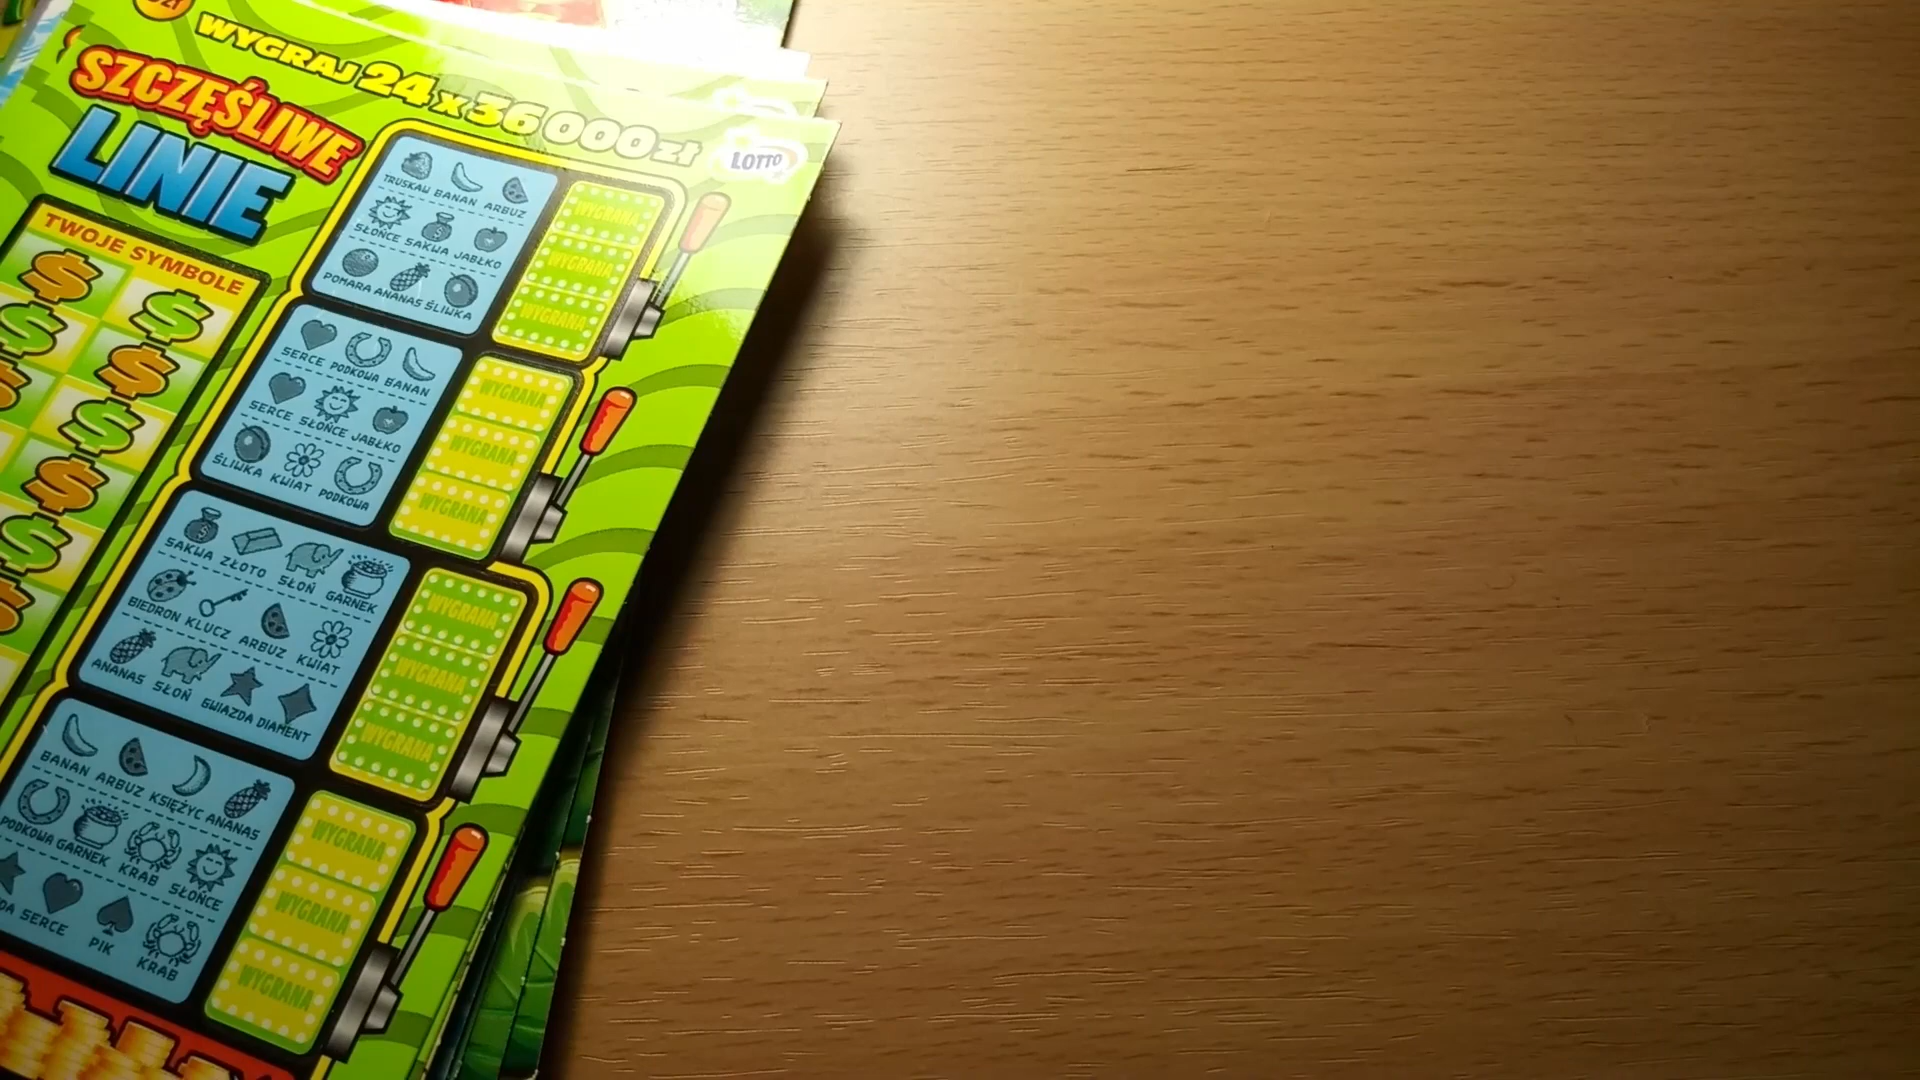 WYGRAJ 24 x 36 000 zł
SZCZĘŚLIWE
LINIE
LOTTO
TWOJE SYMBOLE
TRUSKAW BANAN ARBUZ
SŁOŃCE SAKWA JABŁKO
POMARA ANANAS ŚLIWKA
WYGRANA
WYGRANA
WYGRANA
SERCE PODKOWA BANAN
SERCE SŁOŃCE JABŁKO
ŚLIWKA KWIAT PODKOWA
WYGRANA
WYGRANA
WYGRANA
SAKWA ZŁOTO SŁOŃ GARNEK
BIEDRON KLUCZ ARBUZ KWIAT
ANANAS SŁOŃ GWIAZDA DIAMENT
WYGRANA
WYGRANA
WYGRANA
BANAN ARBUZ KSIĘŻYC ANANAS
PODKOWA GARNEK KRAB SŁOŃCE
DA SERCE PIK KRAB
WYGRANA
WYGRANA
WYGRANA